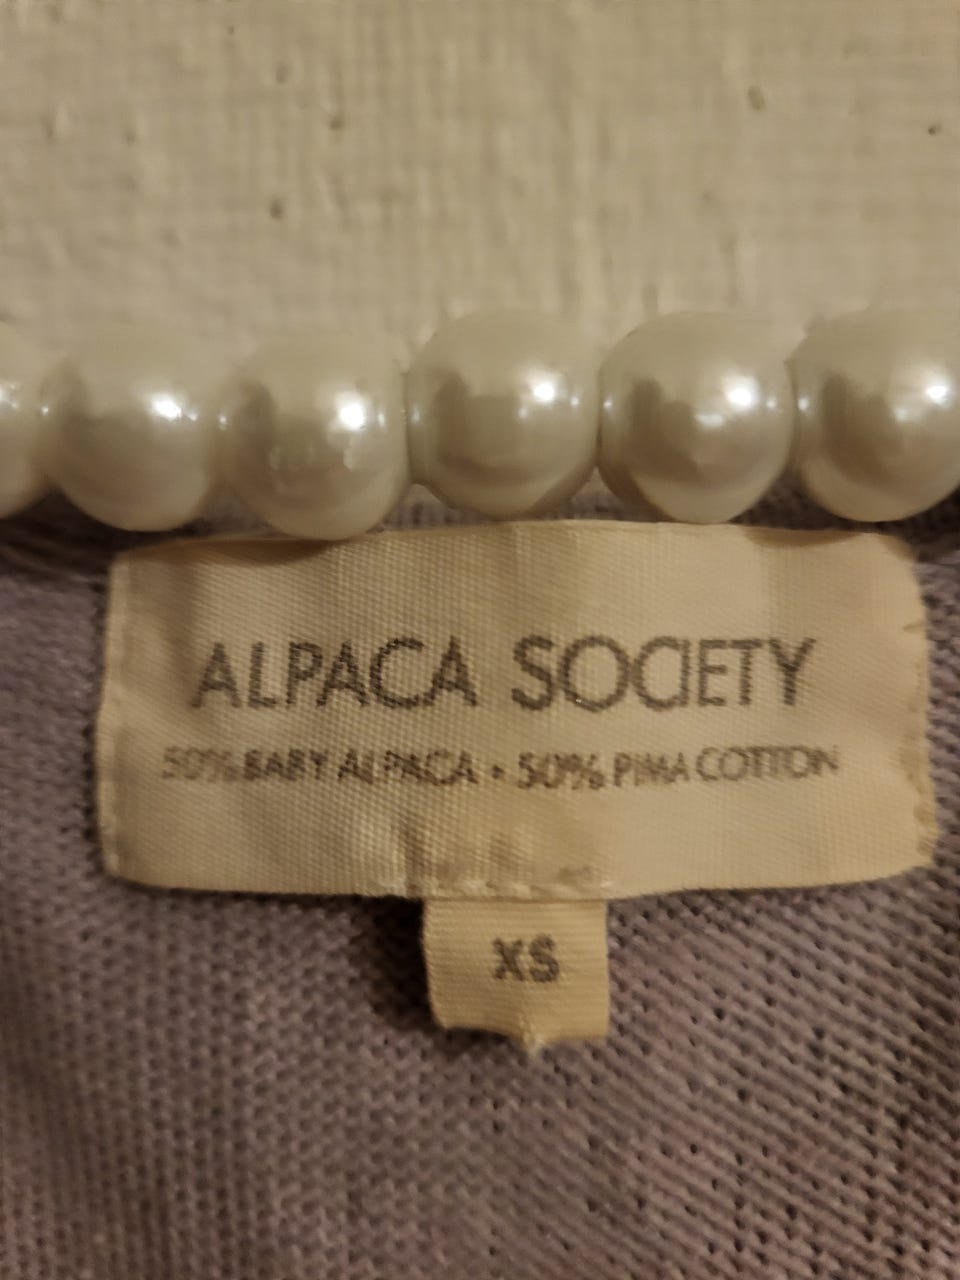 ALPACA SOCIETY
50% BABY ALPACA • 50% PIMA COTTON
XS